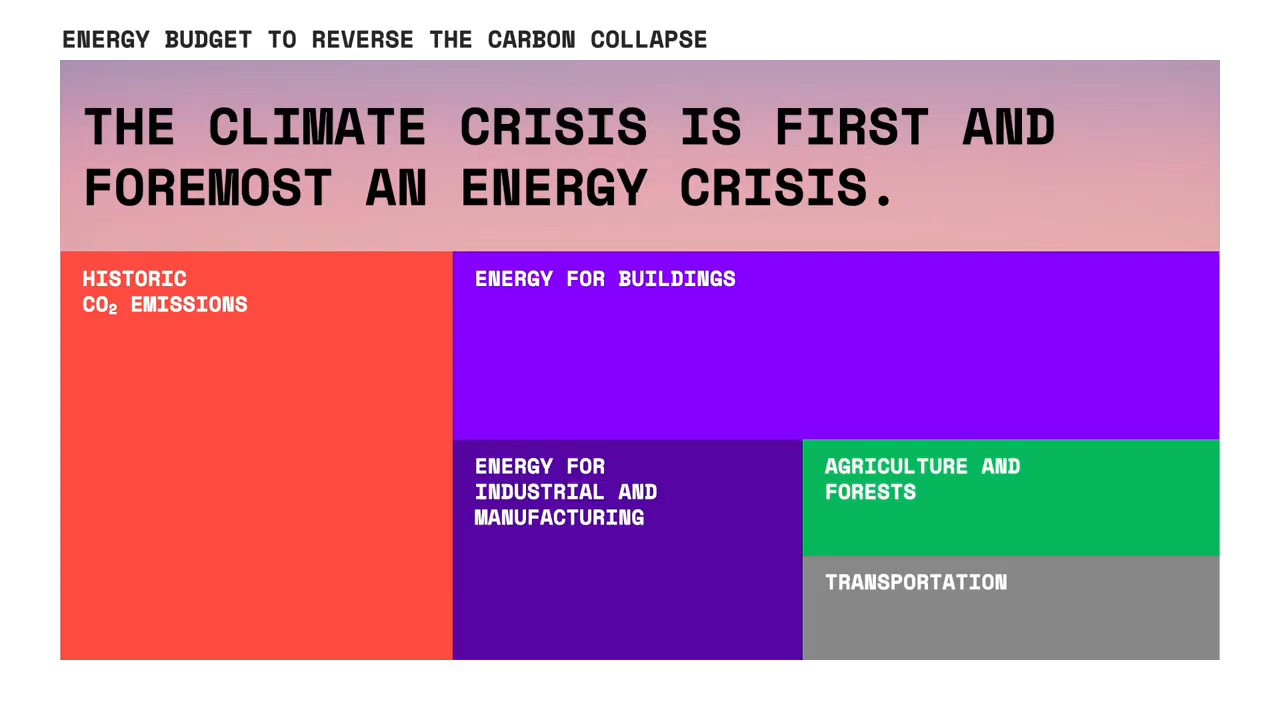 ENERGY BUDGET TO REVERSE THE CARBON COLLAPSE
THE CLIMATE CRISIS IS FIRST AND
FOREMOST AN ENERGY CRISIS.
HISTORIC
CO₂ EMISSIONS
ENERGY FOR BUILDINGS
ENERGY FOR
INDUSTRIAL AND
MANUFACTURING
AGRICULTURE AND
FORESTS
TRANSPORTATION